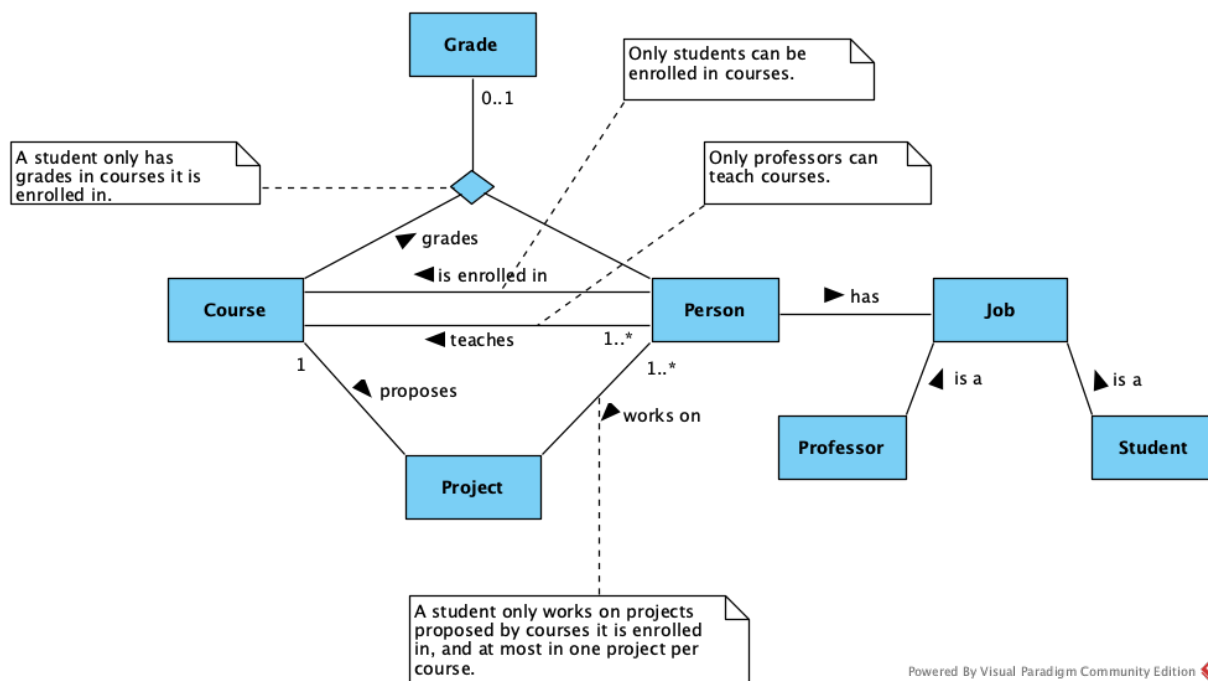 Grade
Only students can be
enrolled in courses.
0..1
A student only has
grades in courses it is
enrolled in.
Only professors can
teach courses.
grades
is enrolled in
Course
Person
has
Job
teaches
1..*
1
1..*
proposes
works on
is a
is a
Professor
Student
Project
A student only works on projects
proposed by courses it is enrolled
in, and at most in one project per
course.
Powered By Visual Paradigm Community Edition